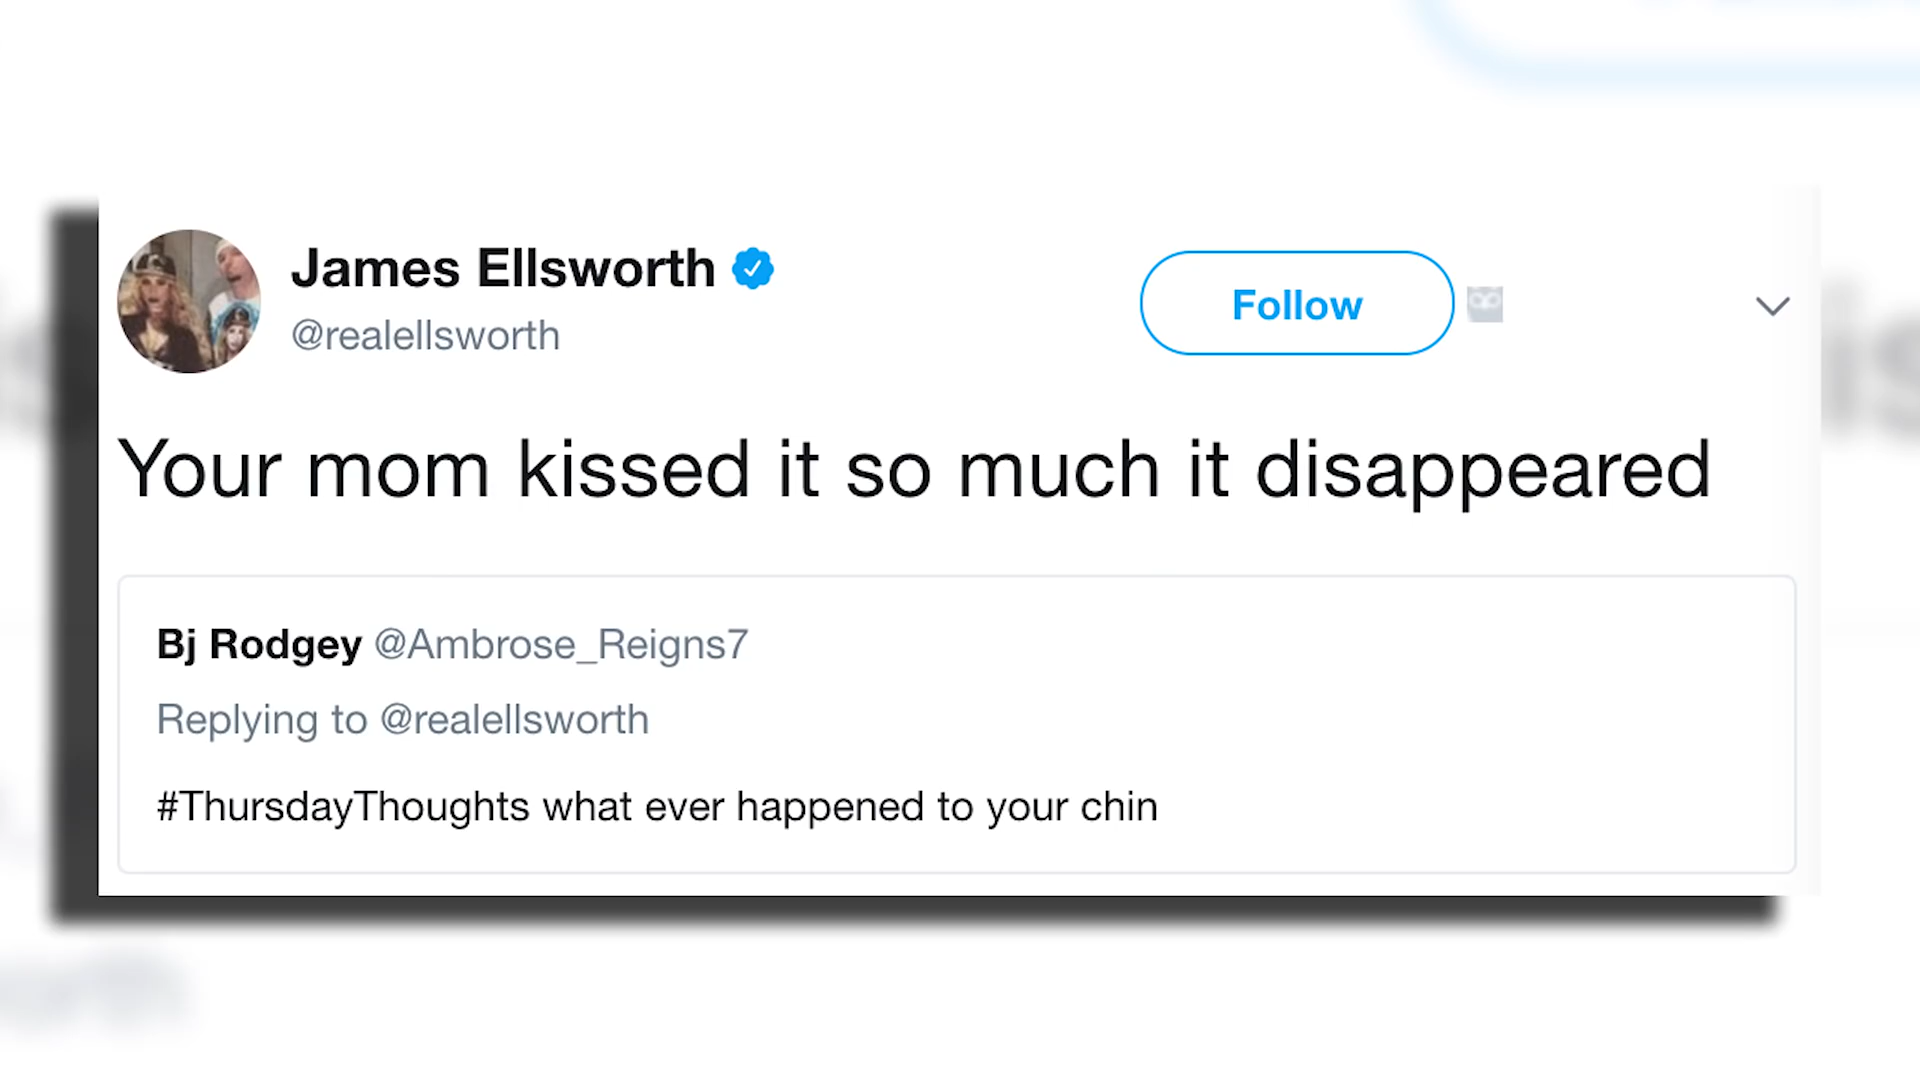 James Ellsworth
@realellsworth
Follow
Your mom kissed it so much it disappeared
Bj Rodgey @Ambrose_Reigns7
Replying to @realellsworth
#ThursdayThoughts what ever happened to your chin